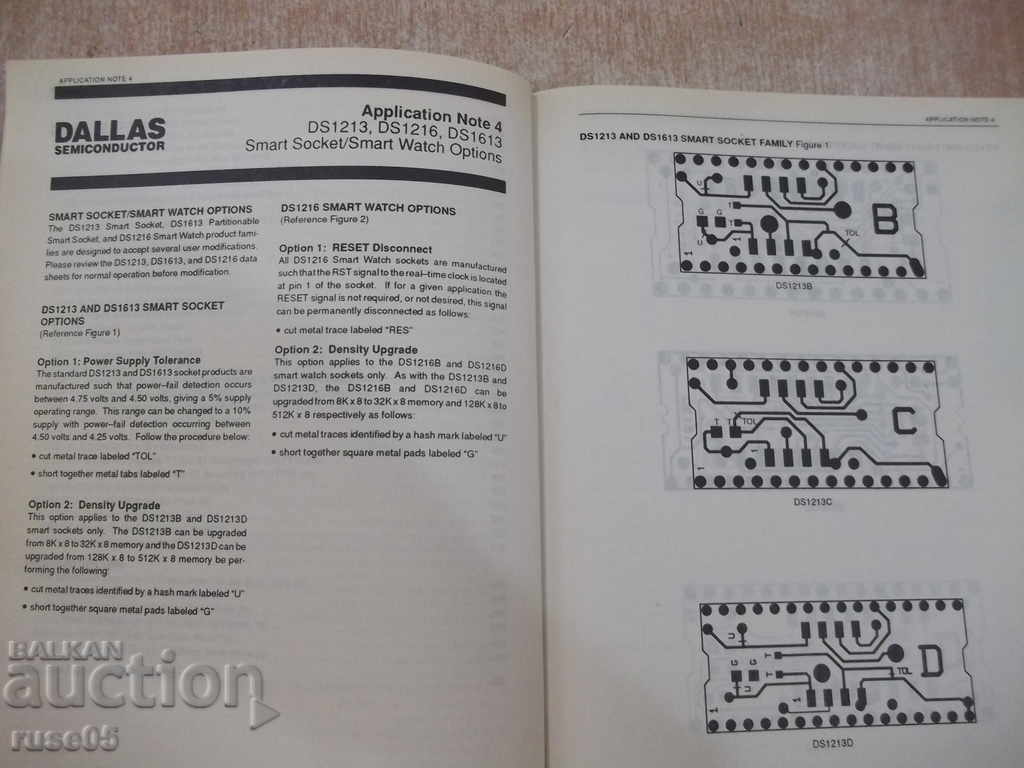 APPLICATION NOTE 4
DALLAS
SEMICONDUCTOR
Application Note 4
DS1213, DS1216, DS1613
Smart Socket/Smart Watch Options
SMART SOCKET/SMART WATCH OPTIONS
The DS1213 Smart Socket, DS1613 Partitionable
Smart Socket, and DS1216 Smart Watch product fami-
lies are designed to accept several user modifications.
Please review the DS1213, DS1613, and DS1216 data
sheets for normal operation before modification.
DS1213 AND DS1613 SMART SOCKET
OPTIONS
(Reference Figure 1)
Option 1: Power Supply Tolerance
The standard DS1213 and DS1613 socket products are
manufactured such that power–fail detection occurs
between 4.75 volts and 4.50 volts, giving a 5% supply
operating range. This range can be changed to a 10%
supply with power–fail detection occurring between
4.50 volts and 4.25 volts. Follow the procedure below:
• cut metal trace labeled “TOL”
• short together metal tabs labeled “T”
Option 2: Density Upgrade
This option applies to the DS1213B and DS1213D
smart sockets only. The DS1213B can be upgraded
from 8K x 8 to 32K x 8 memory and the DS1213D can be
upgraded from 128K x 8 to 512K x 8 memory be per-
forming the following:
• cut metal traces identified by a hash mark labeled “U”
• short together square metal pads labeled “G”
DS1216 SMART WATCH OPTIONS
(Reference Figure 2)
Option 1: RESET Disconnect
All DS1216 Smart Watch sockets are manufactured
such that the RST signal to the real–time clock is located
at pin 1 of the socket. If for a given application the
RESET signal is not required, or not desired, this signal
can be permanently disconnected as follows:
• cut metal trace labeled “RES”
Option 2: Density Upgrade
This option applies to the DS1216B and DS1216D
smart watch sockets only. As with the DS1213B and
DS1213D, the DS1216B and DS1216D can be
upgraded from 8K x 8 to 32K x 8 memory and 128K x 8 to
512K x 8 respectively as follows:
• cut metal traces identified by a hash mark labeled “U”
• short together square metal pads labeled “G”
APPLICATION NOTE 4
DS1213 AND DS1613 SMART SOCKET FAMILY Figure 1
U
G G T
T
U
1
1
TOL
B
DS1213B
U
T T TOL
1
1
C
DS1213C
U
G G T
T
U
1
1
TOL
D
DS1213D
BALKAN
auction
ruse05